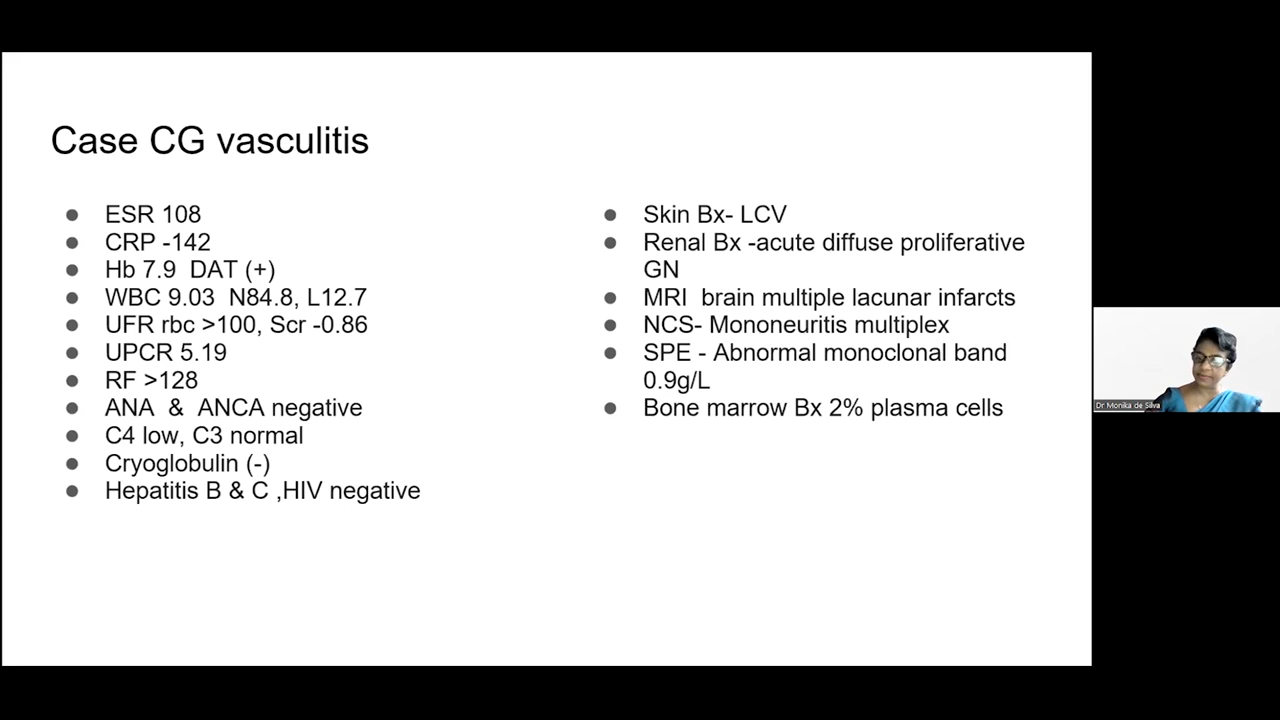 Case CG vasculitis
ESR 108
CRP -142
Hb 7.9 DAT (+)
WBC 9.03 N84.8, L12.7
UFR rbc >100, Scr -0.86
UPCR 5.19
RF >128
ANA & ANCA negative
C4 low, C3 normal
Cryoglobulin (-)
Hepatitis B & C ,HIV negative
Skin Bx- LCV
Renal Bx -acute diffuse proliferative
GN
MRI brain multiple lacunar infarcts
NCS- Mononeuritis multiplex
SPE - Abnormal monoclonal band
0.9g/L
Bone marrow Bx 2% plasma cells
Dr Monika de Silva